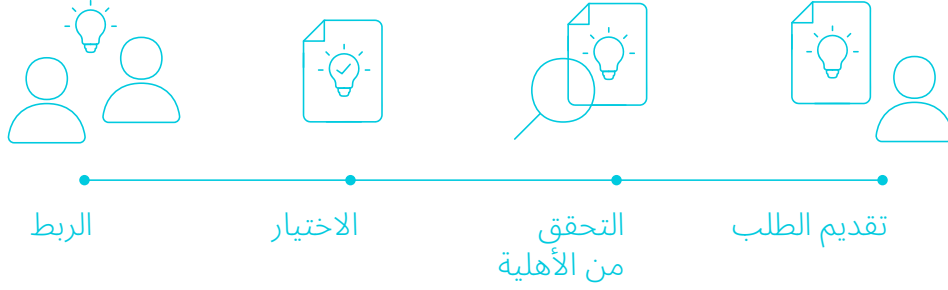 تقديم الطلب
التحقق
من الأهلية
الاختيار
الربط